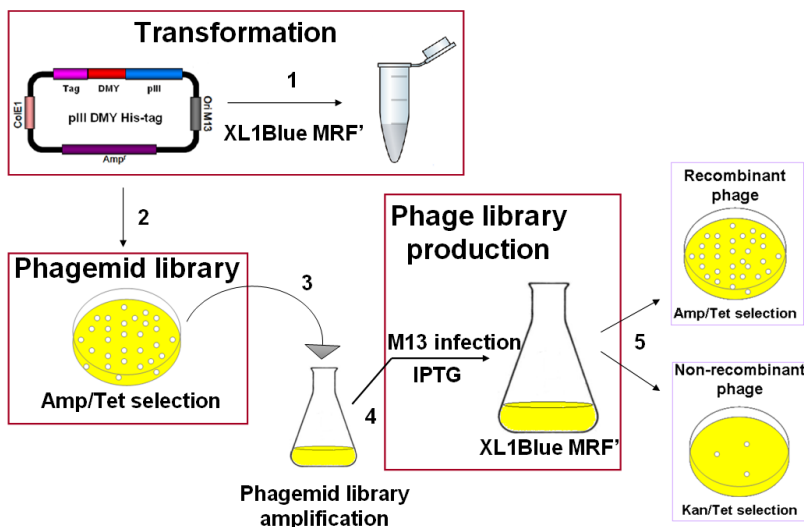 Transformation
Tag DMY pIII
ColE1
pIII DMY His-tag
Ori M13
Amp^r
1
XL1Blue MRF'
2
Phagemid library
Amp/Tet selection
3
Phagemid library
amplification
4
Phage library
production
M13 infection
IPTG
XL1Blue MRF'
5
Recombinant
phage
Amp/Tet selection
Non-recombinant
phage
Kan/Tet selection